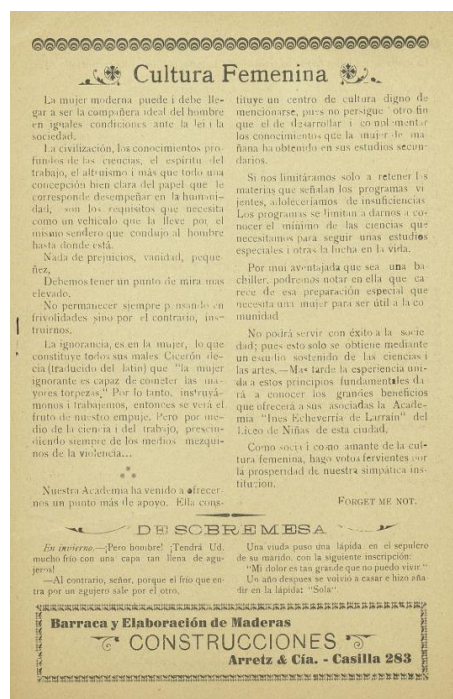 Cultura Femenina
La mujer moderna puede i debe lle-
gar a ser la compañera ideal del hombre
en iguales condiciones ante la lei i la
sociedad.
La civilización, los conocimientos pro-
fundos de las ciencias, el espíritu del
trabajo, el altruismo i más que todo una
concepción bien clara del papel que le
corresponde desempeñar en la humani-
dad, son los requisitos que necesita
como un vehículo que la lleve por el
mismo sendero que condujo al hombre
hasta donde está.
Nada de prejuicios, vanidad, peque-
ñez,
Debemos tener un punto de mira mas
elevado.
No permanecer siempre pensando en
frivolidades sino por el contrario, ins-
truirnos.
La ignorancia, es en la mujer, lo que
constituye todos sus males Cicerón de-
cia (traducido del latin) que "la mujer
ignorante es capaz de cometer las ma-
yores torpezas." Por lo tanto, instruyá-
monos i trabajemos, entonces se verá el
fruto de nuestro empuje. Pero por me-
dio de la ciencia i del trabajo, prescin-
diendo siempre de los medios mezqui-
nos de la violencia...
Nuestra Academia ha venido a ofrecer-
nos un punto más de apoyo. Ella cons-
tituye un centro de cultura digno de
mencionarse, pues no persigue otro fin
que el de desarrollar i complementar
los conocimientos que la mujer de ma-
ñana ha obtenido en sus estudios secun-
darios.
Si nos limitáramos solo a retener las
materias que señalan los programas vi
jentes, adoleceríamos de insuficiencias
Los programas se limitan a darnos a co-
nocer el mínimo de las ciencias que
necesitamos para seguir unas estudios
especiales i otras la lucha en la vida.
Por mui aventajada que sea una ba-
chiller, podremos notar en ella que ca
rece de esa preparación especial que
necesita una mujer para ser útil a la co
munidad
No podrá servir con éxito a la socie
dad; pues esto solo se obtiene mediante
un estudio sostenido de las ciencias i
las artes.—Mas tarde la esperiencia uni-
da a estos principios fundamentales da-
rá a conocer los grandes beneficios
que ofrecerá a sus asociadas la Acade-
mia "Ines Echeverría de Larraín" del
Liceo de Niñas de esta ciudad.
Como socia i como amante de la cul-
tura femenina, hago votos fervientes por
la prosperidad de nuestra simpática ins-
titucion.
FORGET ME NOT.
DE SOBREMESA
En invierno.—¡Pero hombre! ¡Tendrá Ud.
mucho frío con una capa tan llena de agu-
jeros!
—Al contrario, señor, porque el frío que en-
tra por un agujero sale por el otro.
Una viuda puso una lápida en el sepulcro
de su marido, con la siguiente inscripción:
"Mi dolor es tan grande que no puedo vivir."
Un año despues se volvió a casar e hizo aña-
dir en la lápida: "Sola"
Barraca y Elaboración de Maderas
CONSTRUCCIONES
Arretz & Cía. - Casilla 283